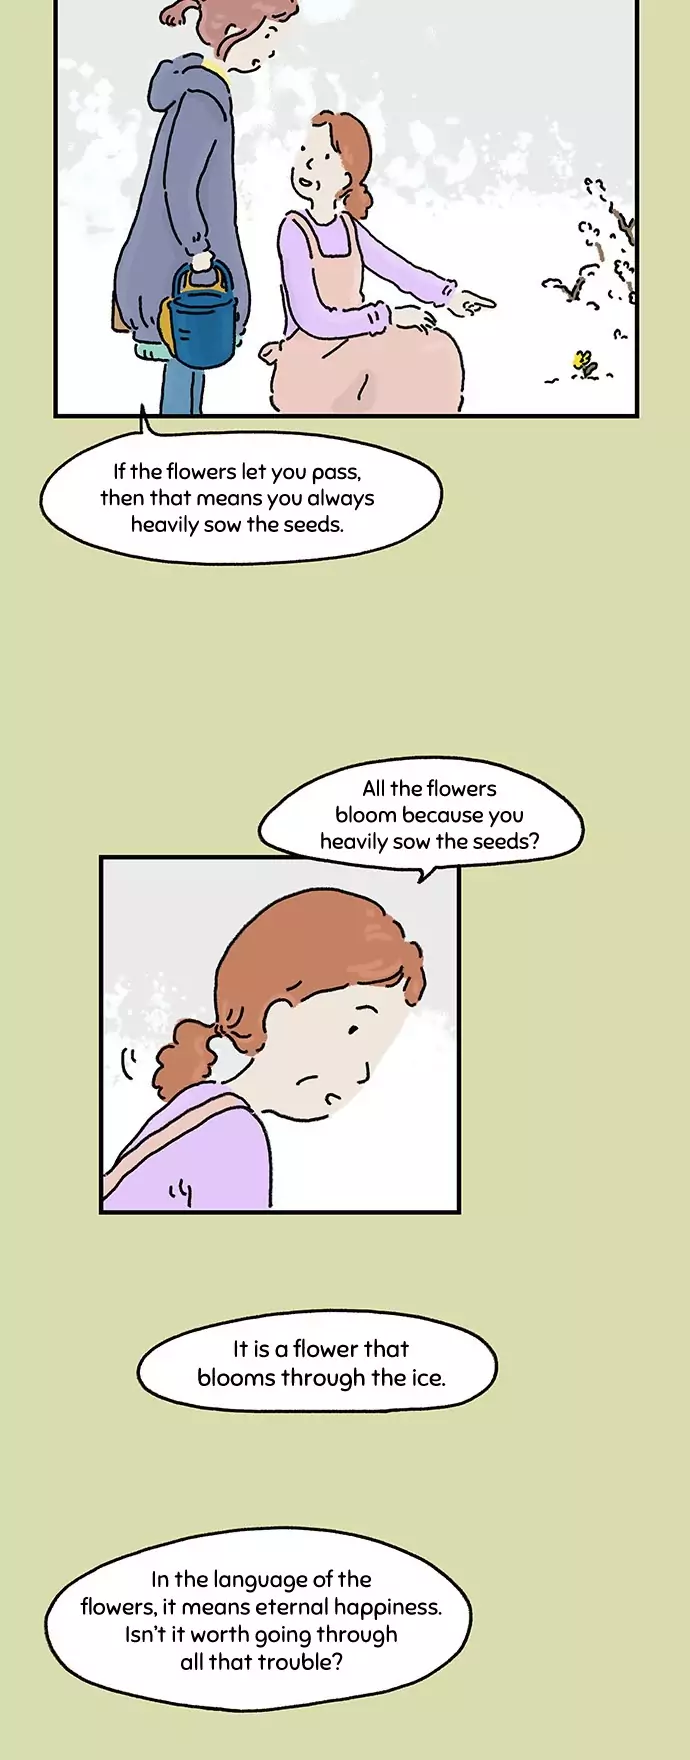 If the flowers let you pass,
then that means you always
heavily sow the seeds.
All the flowers
bloom because you
heavily sow the seeds?
It is a flower that
blooms through the ice.
In the language of the
flowers, it means eternal happiness.
Isn't it worth going through
all that trouble?